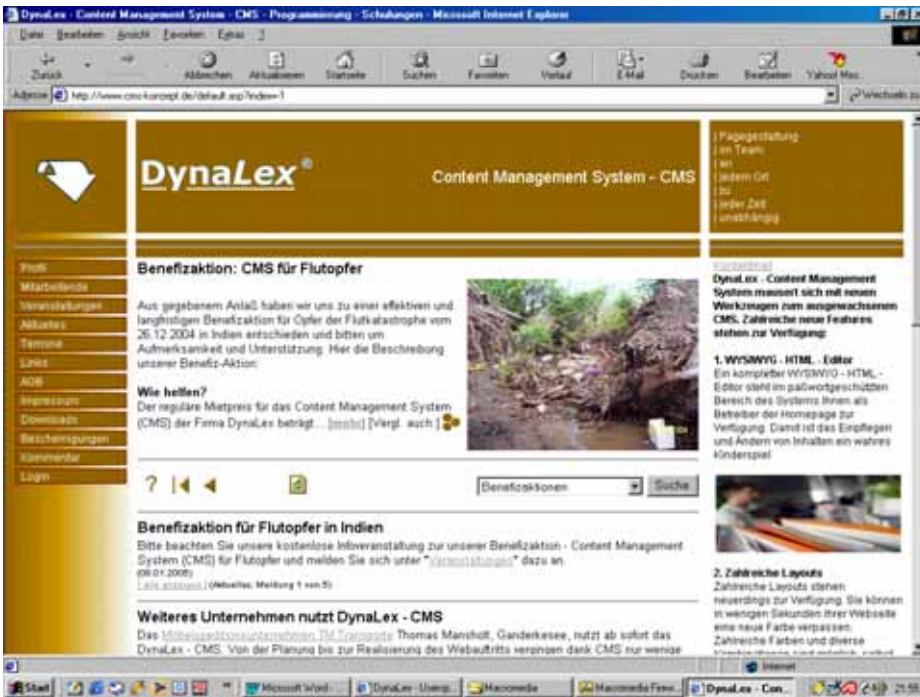 DynaLex - Content Management System - CMS - Programmierung - Schulungen - Microsoft Internet Explorer
Datei Bearbeiten Ansicht Favoriten Extras ?
Zurück Abbrechen Aktualisieren Startseite Suchen Favoriten Verlauf E-Mail Drucken Bearbeiten Yahoo! Mes.
Adresse http://www.cms-konzept.de/default.asp?index=1 Wechseln zu
DynaLex®
Content Management System - CMS
| Pagegestaltung
| im Team
| an
| jedem Ort
| zu
| jeder Zeit
| unabhängig
Profil
Mitarbeitende
Veranstaltungen
Aktuelles
Termine
Links
AGB
Impressum
Downloads
Bescheinigungen
Kommentar
Login
Benefizaktion: CMS für Flutopfer
Aus gegebenem Anlaß haben wir uns zu einer effektiven und
langfristigen Benefizaktion für Opfer der Flutkatastrophe vom
26.12.2004 in Indien entschieden und bitten um
Aufmerksamkeit und Unterstützung. Hier die Beschreibung
unserer Benefiz-Aktion:
Wie helfen?
Der reguläre Mietpreis für das Content Management System
(CMS) der Firma DynaLex beträgt... [mehr] [Vergl. auch:]
Benefizaktionen Suche
Benefizaktion für Flutopfer in Indien
Bitte beachten Sie unsere kostenlose Infoveranstaltung zur unserer Benefizaktion - Content Management
System (CMS) für Flutopfer und melden Sie sich unter "Veranstaltungen" dazu an.
(08.01.2005)
[ alle anzeigen ] (Aktuelles, Meldung 1 von 5)
Weiteres Unternehmen nutzt DynaLex - CMS
Das Möbelspeditionsunternehmen TM Transporte Thomas Mansholt, Ganderkesee, nutzt ab sofort das
DynaLex - CMS. Von der Planung bis zur Realisierung des Webauftritts vergingen dank CMS nur wenige
DynaLex - Content Management
System mausert sich mit neuen
Werkzeugen zum ausgewachsenen
CMS. Zahlreiche neue Features
stehen zur Verfügung:
1. WYSIWYG - HTML - Editor
Ein kompletter WYSIWYG - HTML -
Editor steht im paßwortgeschützten
Bereich des Systems Ihnen als
Betreiber der Homepage zur
Verfügung. Damit ist das Einpflegen
und Ändern von Inhalten ein wahres
Kinderspiel
2. Zahlreiche Layouts
Zahlreiche Layouts stehen
neuerdings zur Verfügung. Sie können
in wenigen Sekunden Ihrer Webseite
eine neue Farbe verpassen.
Zahlreiche Farben und diverse
Internet
Start Microsoft Word DynaLex - Macromedia Macromedia Firew... DynaLex - Con...